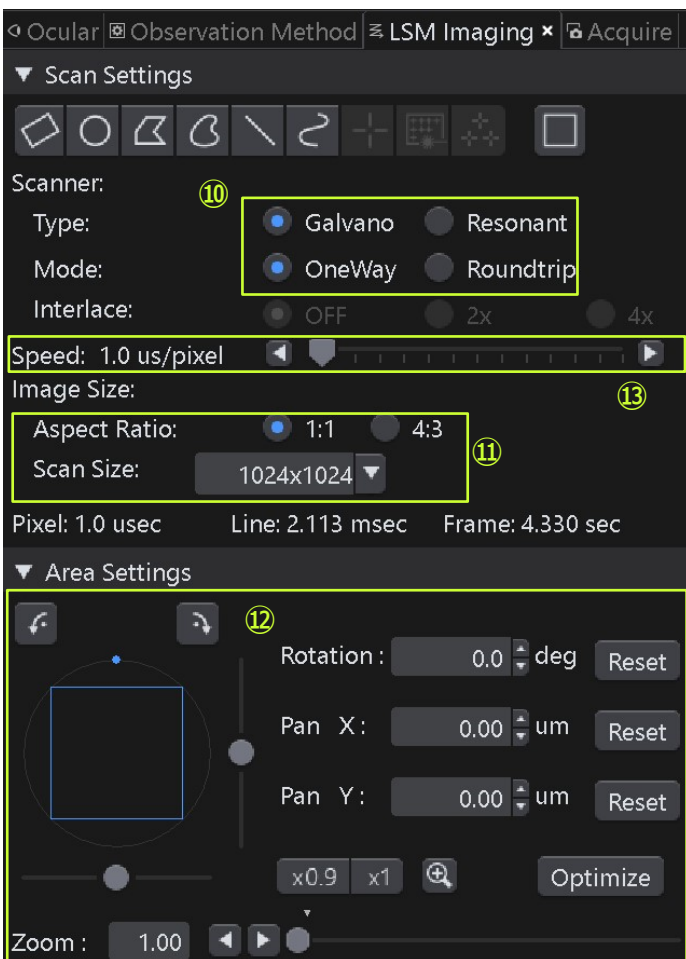 Ocular Observation Method LSM Imaging × Acquire
▼ Scan Settings
Scanner:
⑩
Type: Galvano Resonant
Mode: OneWay Roundtrip
Interlace: OFF 2x 4x
Speed: 1.0 us/pixel
Image Size:
⑬
Aspect Ratio: 1:1 4:3
⑪
Scan Size: 1024x1024 ▼
Pixel: 1.0 usec Line: 2.113 msec Frame: 4.330 sec
▼ Area Settings
⑫
Rotation : 0.0 deg Reset
Pan X : 0.00 um Reset
Pan Y : 0.00 um Reset
x0.9 x1 Optimize
Zoom : 1.00